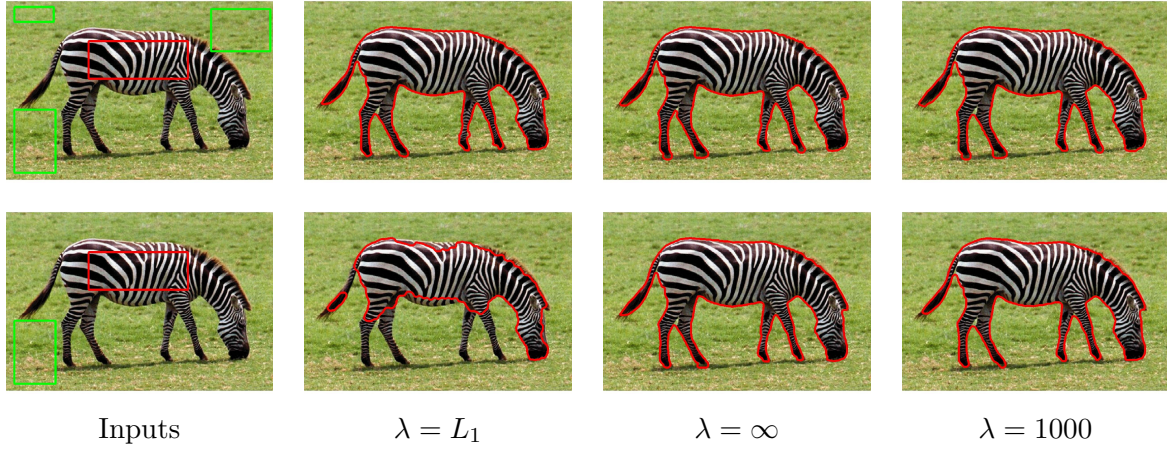 Inputs λ = L₁ λ = ∞ λ = 1000